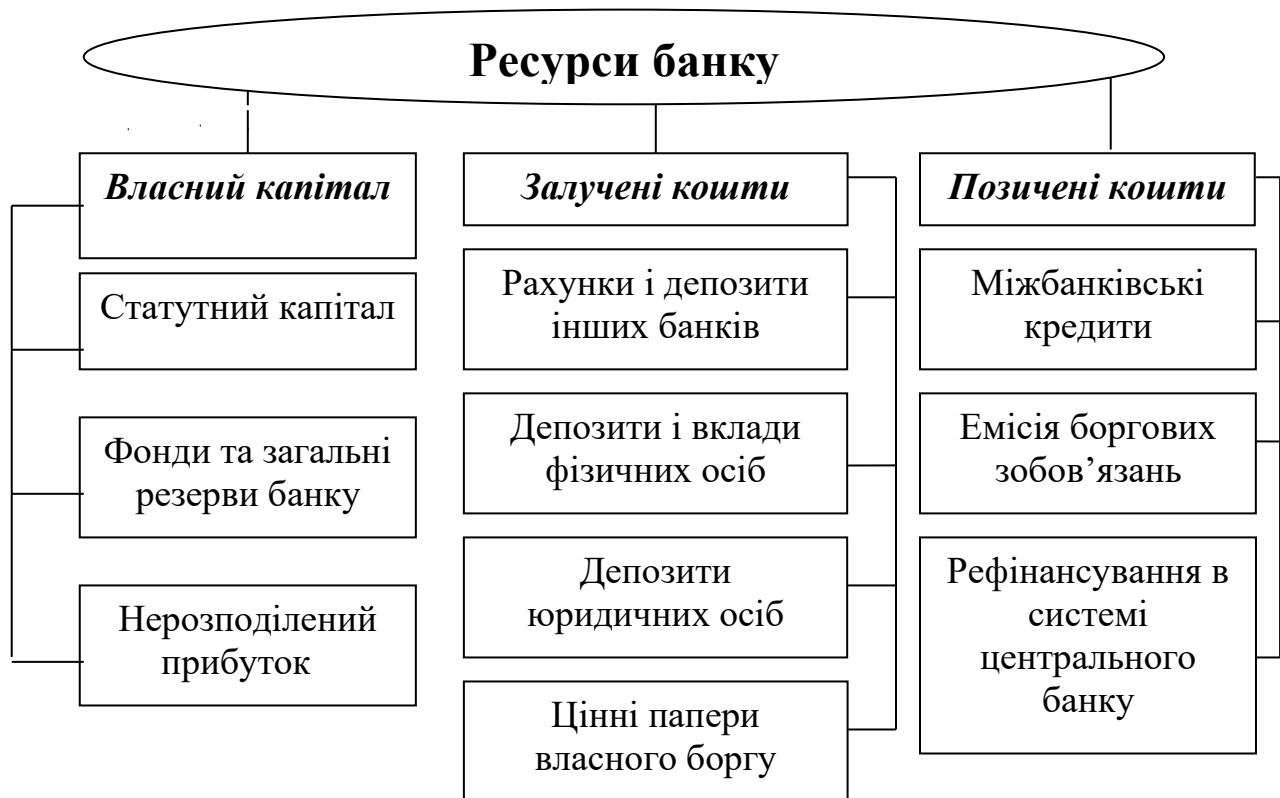 Ресурси банку
Власний капітал
Статутний капітал
Фонди та загальні
резерви банку
Нерозподілений
прибуток
Залучені кошти
Рахунки і депозити
інших банків
Депозити і вклади
фізичних осіб
Депозити
юридичних осіб
Цінні папери
власного боргу
Позичені кошти
Міжбанківські
кредити
Емісія боргових
зобов’язань
Рефінансування в
системі
центрального
банку